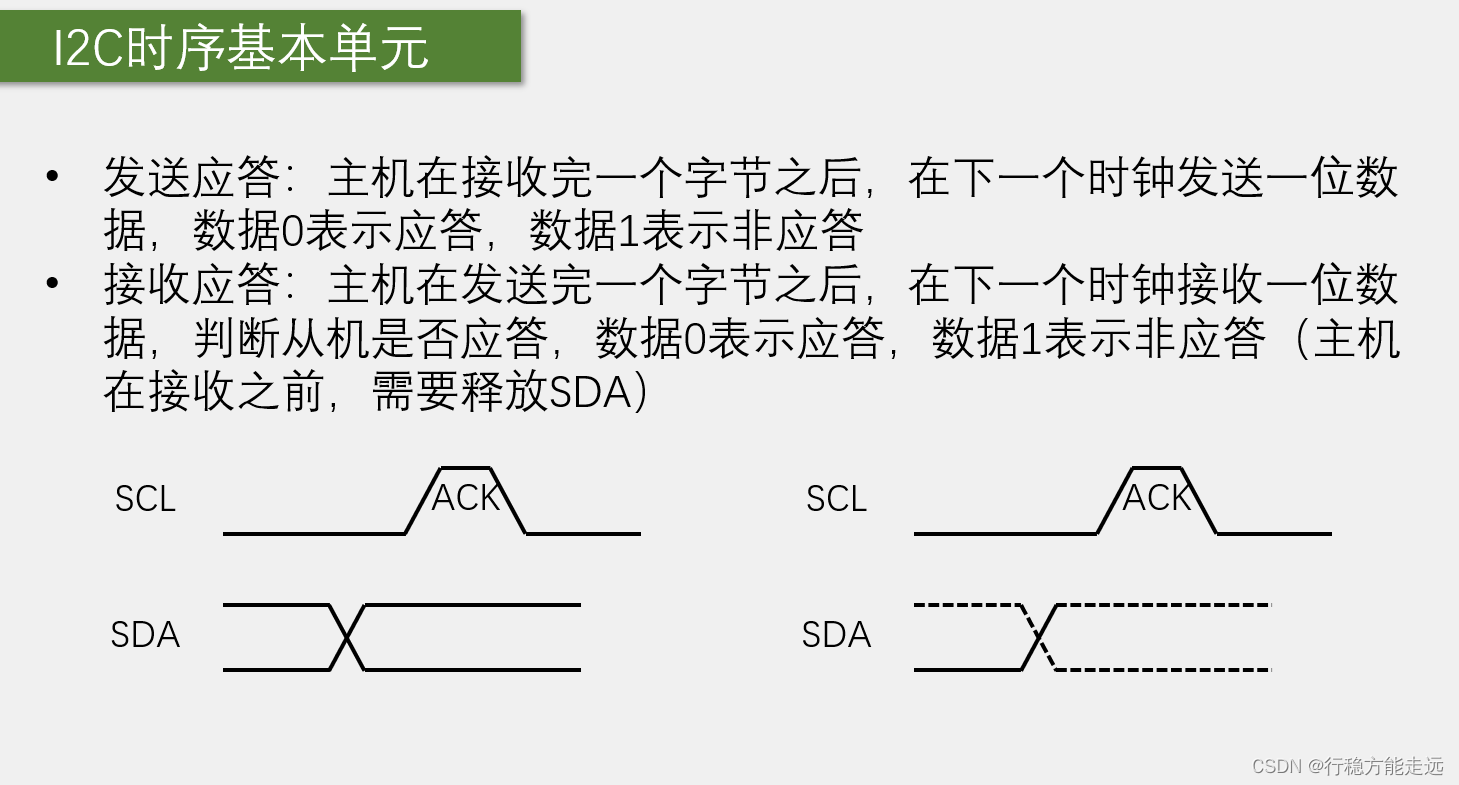 I2C时序基本单元
• 发送应答：主机在接收完一个字节之后，在下一个时钟发送一位数
据，数据0表示应答，数据1表示非应答
• 接收应答：主机在发送完一个字节之后，在下一个时钟接收一位数
据，判断从机是否应答，数据0表示应答，数据1表示非应答（主机
在接收之前，需要释放SDA）
SCL ACK SCL ACK
SDA SDA
CSDN @行稳方能走远